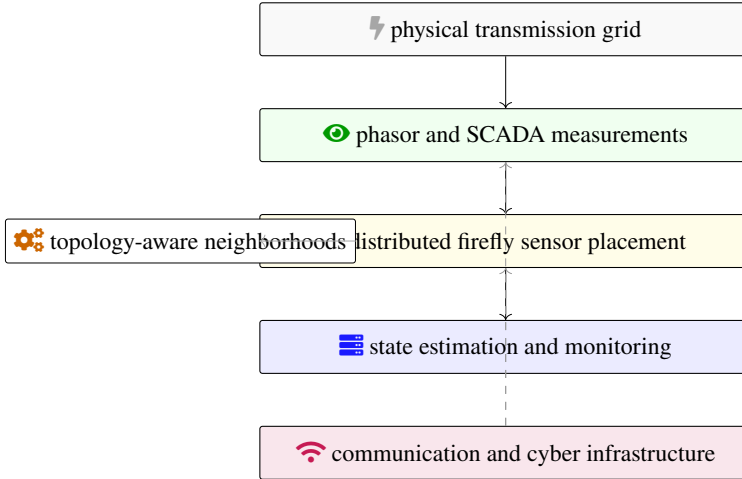 physical transmission grid
phasor and SCADA measurements
topology-aware neighborhoods
distributed firefly sensor placement
state estimation and monitoring
communication and cyber infrastructure